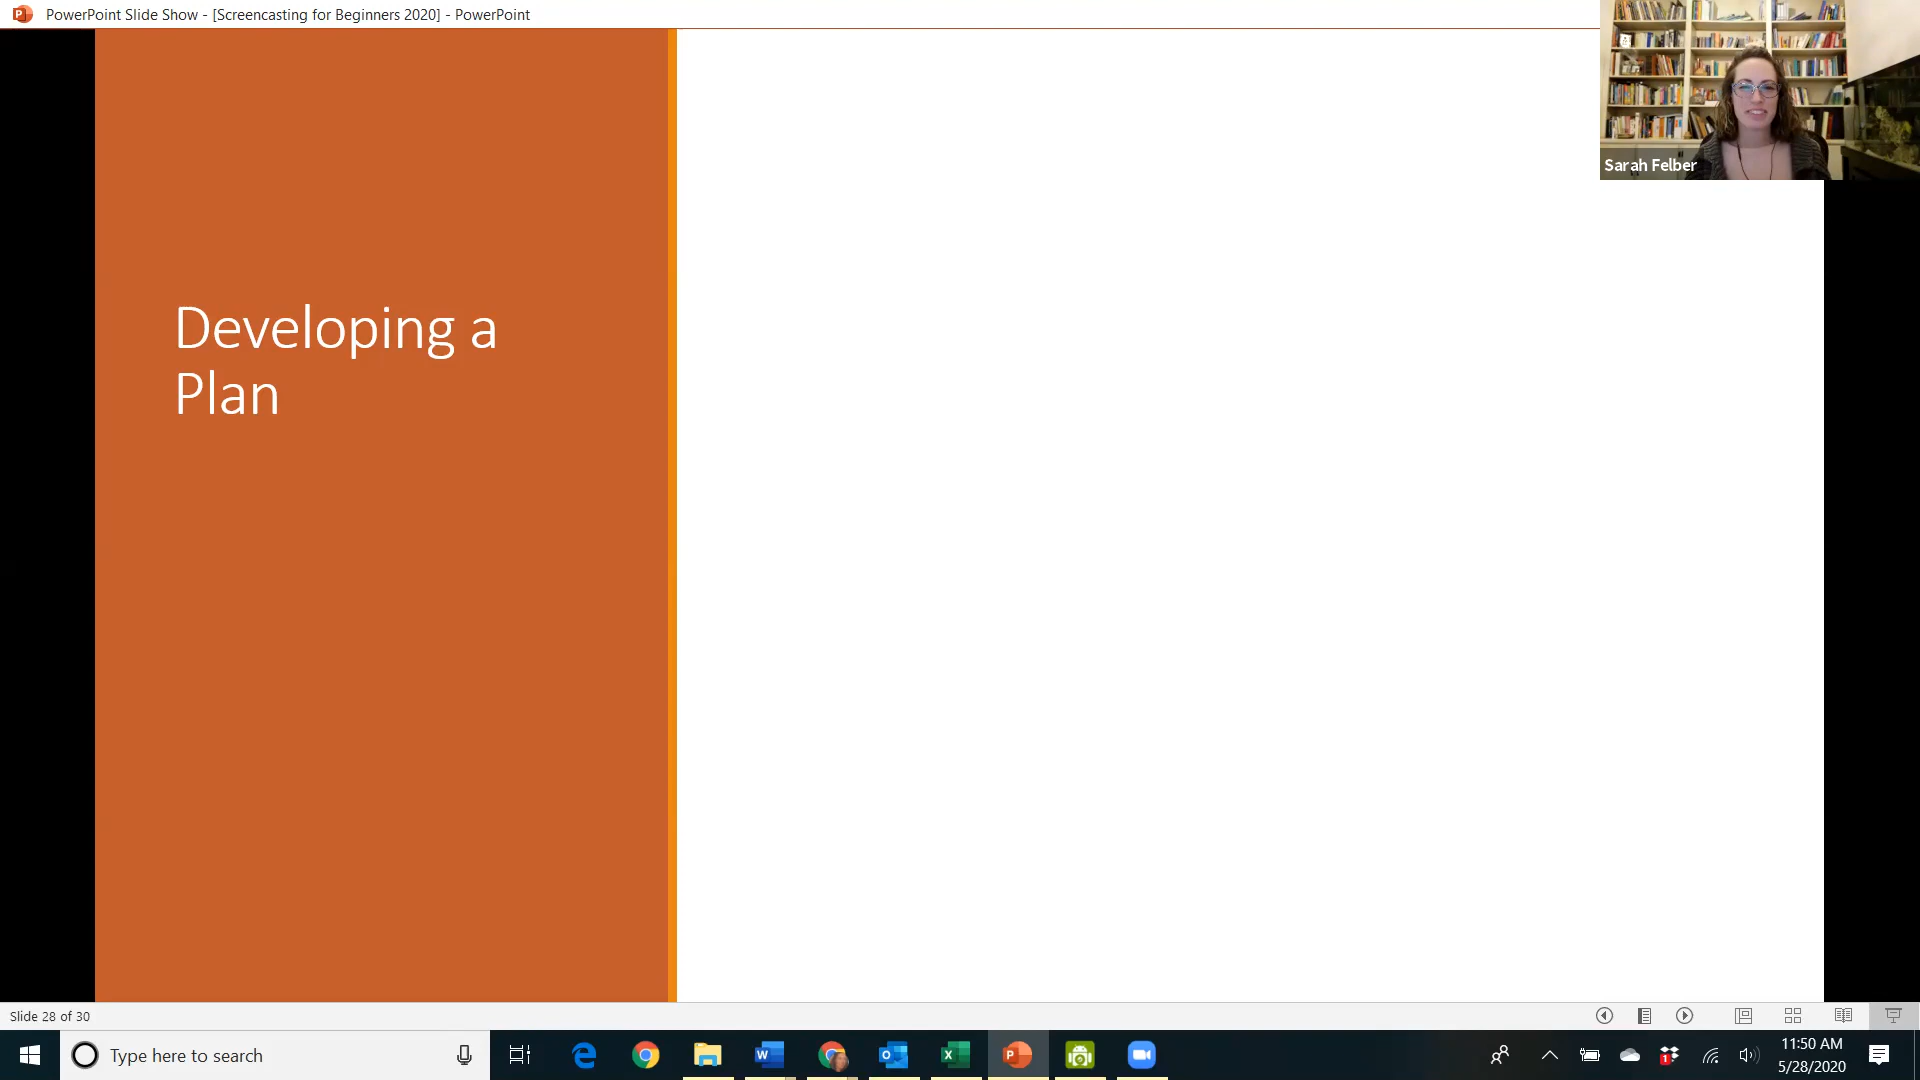 PowerPoint Slide Show - [Screencasting for Beginners 2020] - PowerPoint
Sarah Felber
Developing a
Plan
Slide 28 of 30
Type here to search
11:50 AM
5/28/2020